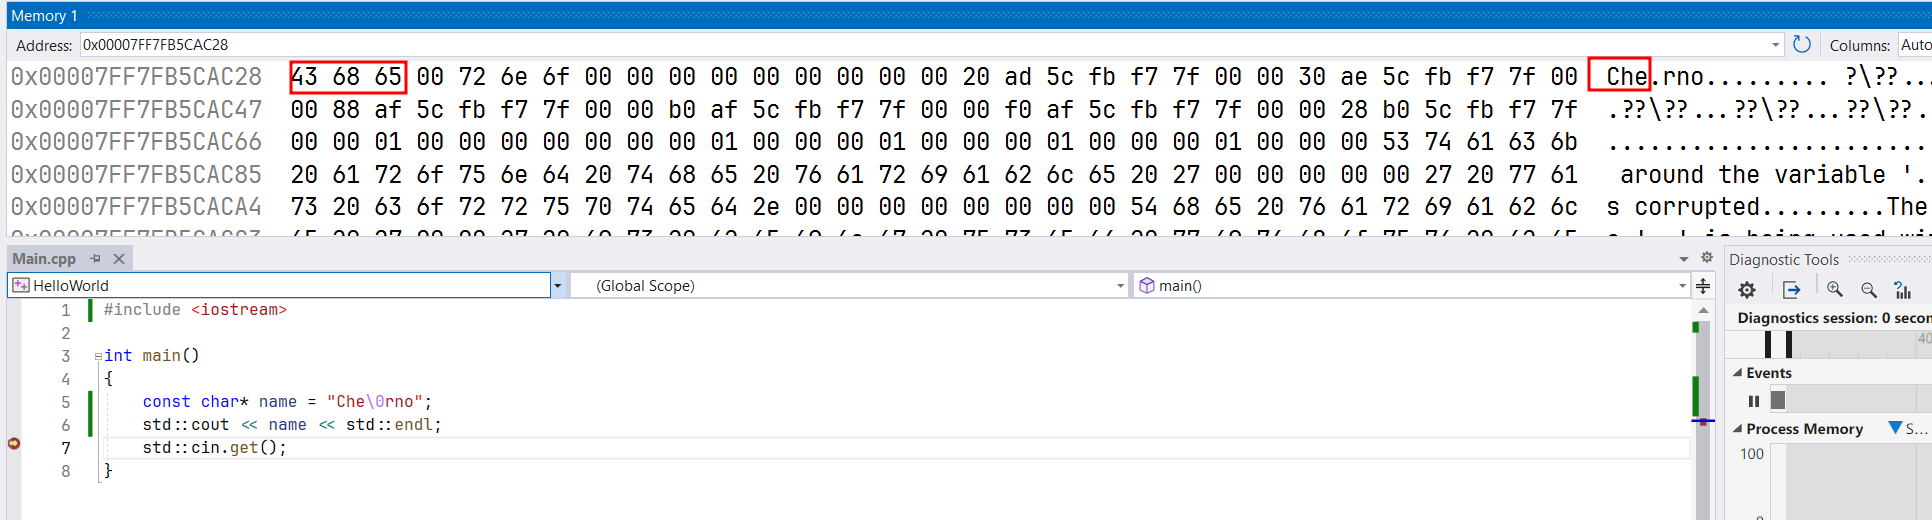 Memory 1
Address: 0x00007FF7FB5CAC28 Columns: Auto
0x00007FF7FB5CAC28 43 68 65 00 72 6e 6f 00 00 00 00 00 00 00 00 00 20 ad 5c fb f7 7f 00 00 30 ae 5c fb f7 7f 00 Che.rno......... ?\??...
0x00007FF7FB5CAC47 00 88 af 5c fb f7 7f 00 00 b0 af 5c fb f7 7f 00 00 f0 af 5c fb f7 7f 00 00 28 b0 5c fb f7 7f .??\??...??\??...??\??.
0x00007FF7FB5CAC66 00 00 01 00 00 00 00 00 00 00 01 00 00 00 01 00 00 00 01 00 00 00 01 00 00 00 53 74 61 63 6b .......................
0x00007FF7FB5CAC85 20 61 72 6f 75 6e 64 20 74 68 65 20 76 61 72 69 61 62 6c 65 20 27 00 00 00 00 00 00 27 20 77 61 around the variable '.
0x00007FF7FB5CACA4 73 20 63 6f 72 72 75 70 74 65 64 2e 00 00 00 00 00 00 00 00 54 68 65 20 76 61 72 69 61 62 6c s corrupted.........The
Main.cpp
HelloWorld (Global Scope) main()
1 #include <iostream>
2
3 int main()
4 {
5 const char* name = "Che\0rno";
6 std::cout << name << std::endl;
7 std::cin.get();
8 }
Diagnostic Tools
Diagnostics session: 0 secon
40
Events
Process Memory S...
100